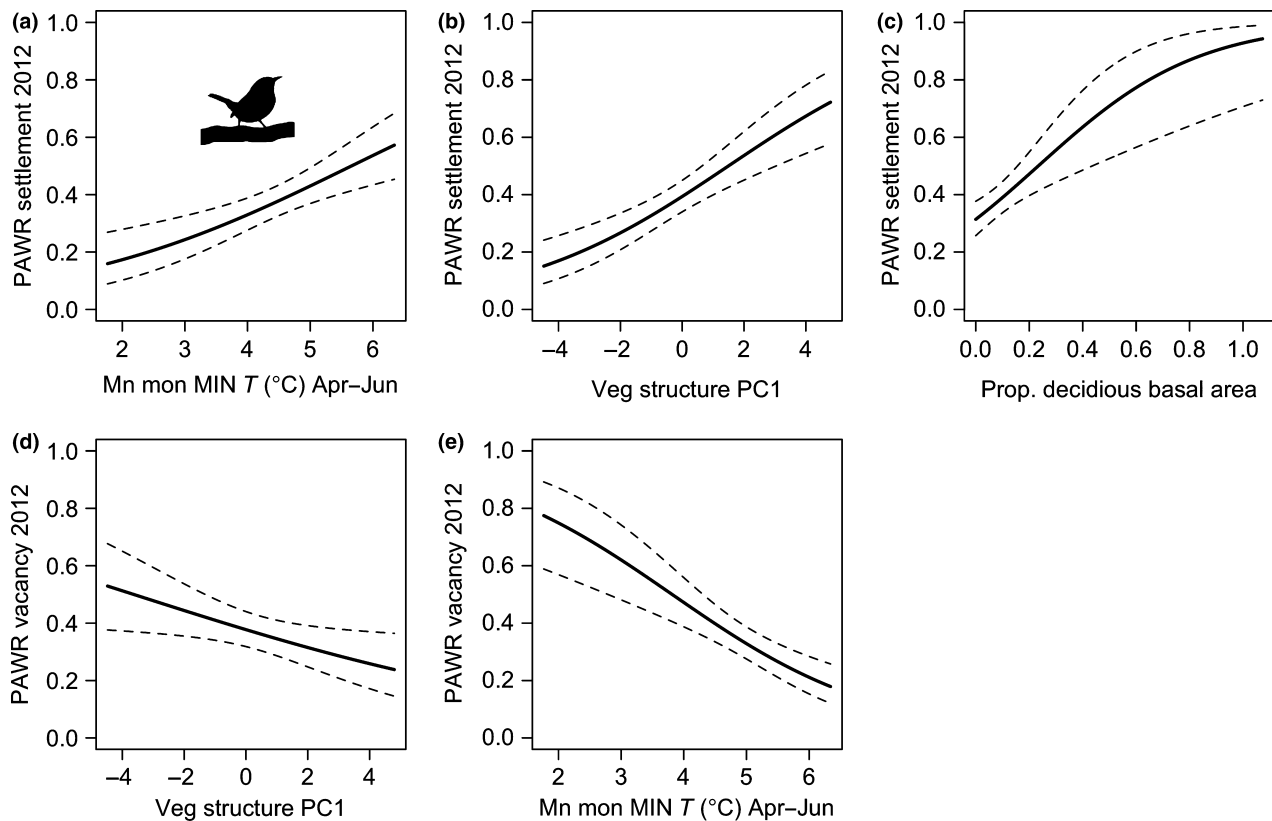 (a)
PAWR settlement 2012
1.0
0.8
0.6
0.4
0.2
0.0
2 3 4 5 6
Mn mon MIN T (°C) Apr–Jun
(b)
PAWR settlement 2012
1.0
0.8
0.6
0.4
0.2
0.0
–4 –2 0 2 4
Veg structure PC1
(c)
PAWR settlement 2012
1.0
0.8
0.6
0.4
0.2
0.0
0.0 0.2 0.4 0.6 0.8 1.0
Prop. decidious basal area
(d)
PAWR vacancy 2012
1.0
0.8
0.6
0.4
0.2
0.0
–4 –2 0 2 4
Veg structure PC1
(e)
PAWR vacancy 2012
1.0
0.8
0.6
0.4
0.2
0.0
2 3 4 5 6
Mn mon MIN T (°C) Apr–Jun